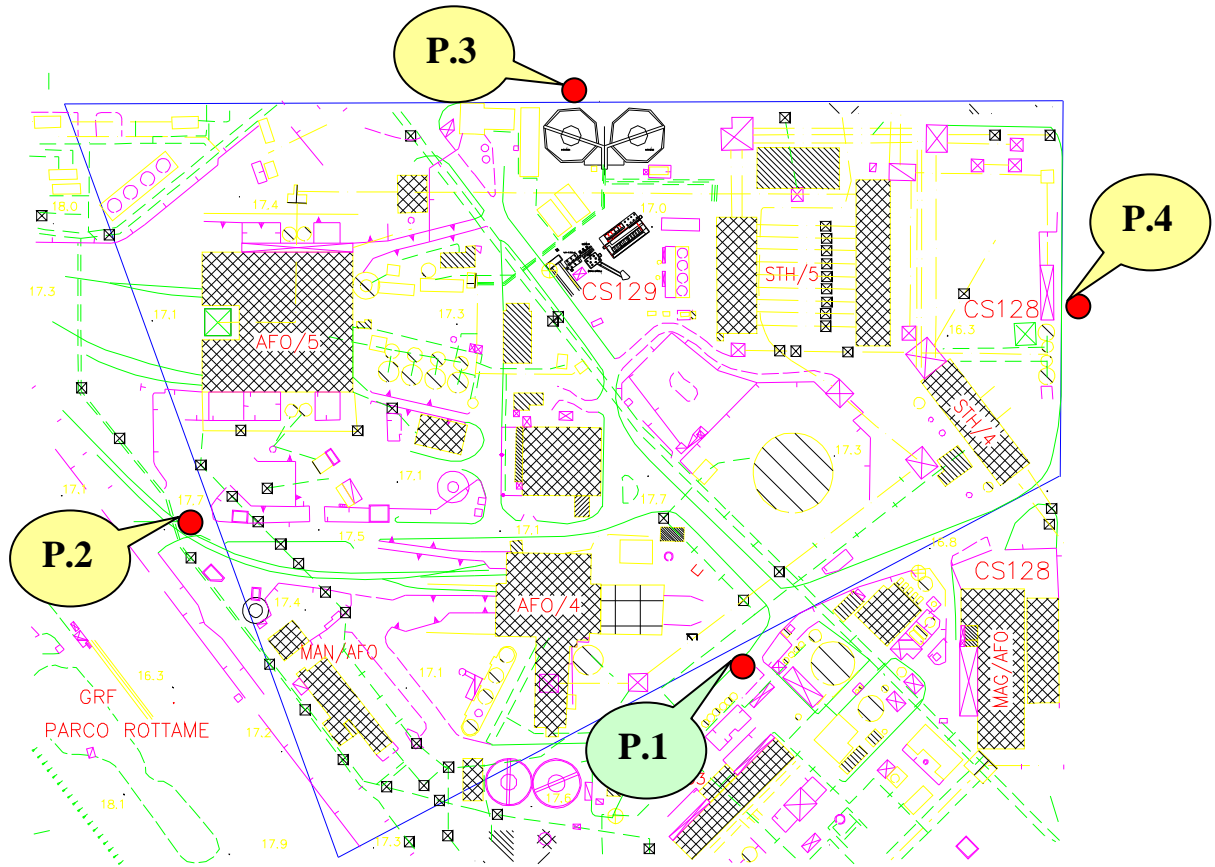 P.3
18.0
17.4
17.0
P.4
17.3
17.1
AFO/5
17.3
CS129
STH/5
CS128
16.3
STH/4
17.1
17.3
17.7
17.7
P.2
17.5
17.1
16.8
CS128
17.4
AFO/4
MAN/AFO
MAG/AFO
16.3
17.1
GRF
PARCO ROTTAME
17.2
P.1
18.1
17.9
17.3